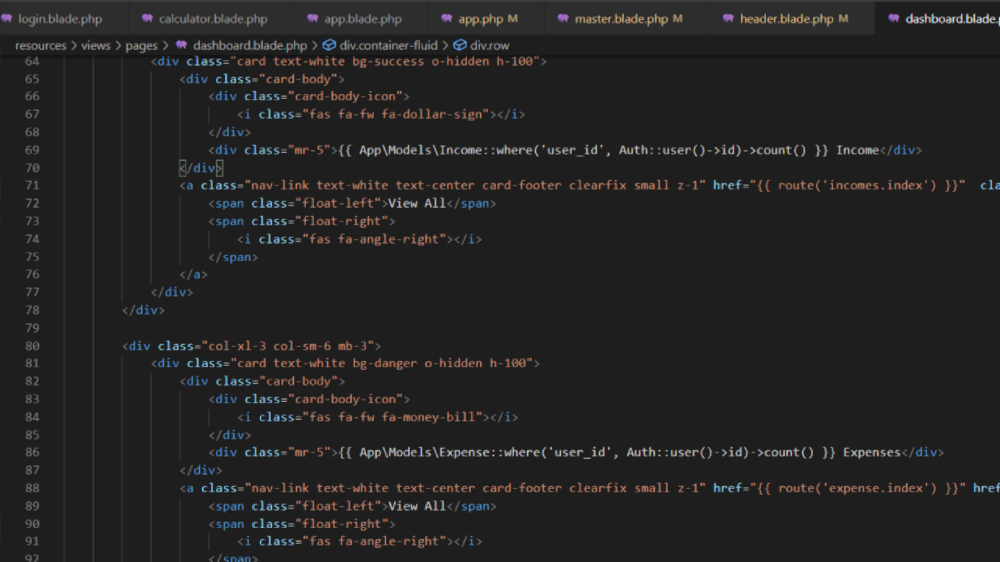 login.blade.php calculator.blade.php app.blade.php app.php M master.blade.php M header.blade.php M dashboard.blade.p
resources > views > pages > dashboard.blade.php > div.container-fluid > div.row
64 <div class="card text-white bg-success o-hidden h-100">
65 <div class="card-body">
66 <div class="card-body-icon">
67 <i class="fas fa-fw fa-dollar-sign"></i>
68 </div>
69 <div class="mr-5">{{ App\Models\Income::where('user_id', Auth::user()->id)->count() }} Income</div>
70 </div>
71 <a class="nav-link text-white text-center card-footer clearfix small z-1" href="{{ route('incomes.index') }}" cla
72 <span class="float-left">View All</span>
73 <span class="float-right">
74 <i class="fas fa-angle-right"></i>
75 </span>
76 </a>
77 </div>
78 </div>
79
80 <div class="col-xl-3 col-sm-6 mb-3">
81 <div class="card text-white bg-danger o-hidden h-100">
82 <div class="card-body">
83 <div class="card-body-icon">
84 <i class="fas fa-fw fa-money-bill"></i>
85 </div>
86 <div class="mr-5">{{ App\Models\Expense::where('user_id', Auth::user()->id)->count() }} Expenses</div>
87 </div>
88 <a class="nav-link text-white text-center card-footer clearfix small z-1" href="{{ route('expense.index') }}" href
89 <span class="float-left">View All</span>
90 <span class="float-right">
91 <i class="fas fa-angle-right"></i>
92 </span>